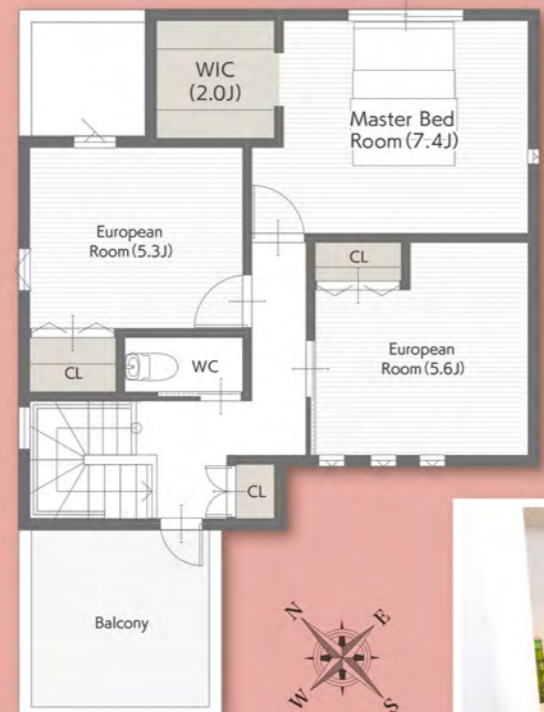 WIC
(2.0J)
Master Bed
Room (7.4J)
European
Room (5.3J)
CL
European
Room (5.6J)
CL
WC
CL
Balcony
N
E
W
S